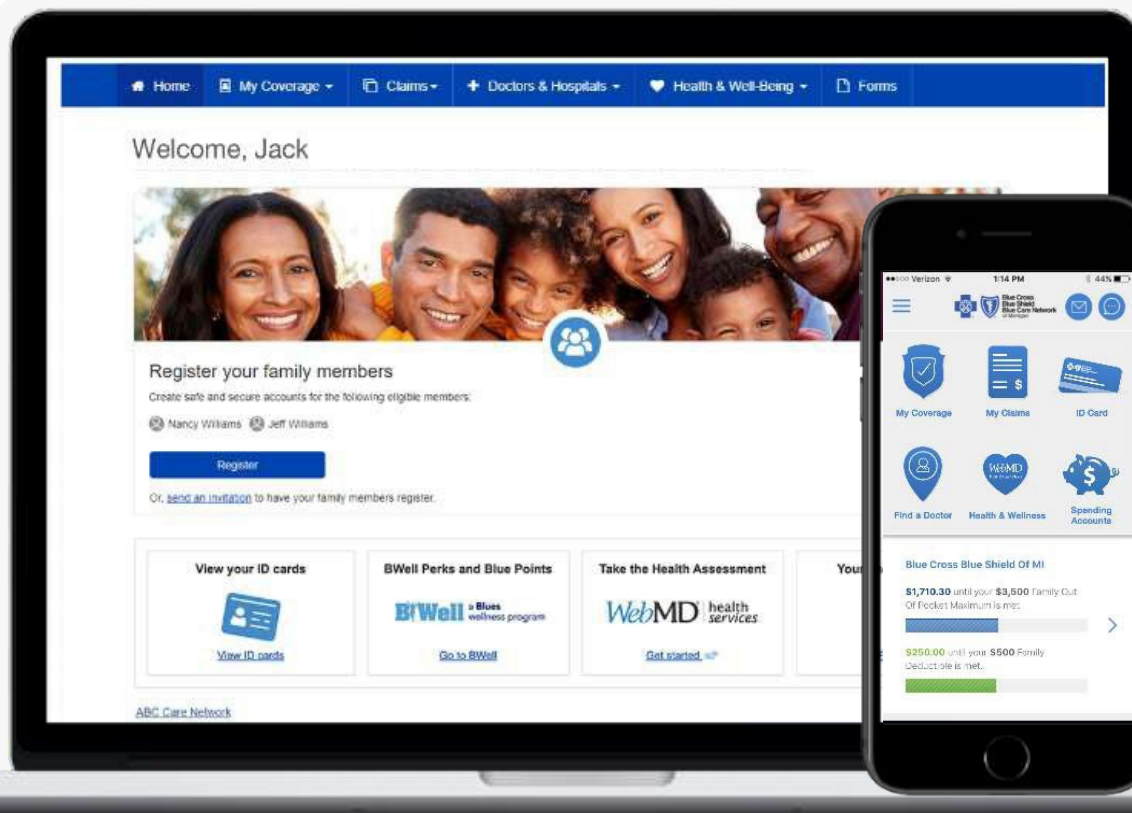 Home My Coverage Claims Doctors & Hospitals Health & Well-Being Forms
Welcome, Jack
Register your family members
Create safe and secure accounts for the following eligible members:
Nancy Williams Jeff Williams
Register
Or, send an invitation to have your family members register.
View your ID cards
View ID cards
BWell Perks and Blue Points
BWell a Blues
wellness program
Go to BWell
Take the Health Assessment
WebMD health
services
Get started
Your
ABC Care Network
Verizon 1:14 PM 44%
Blue Cross
Blue Shield
Blue Care Network
of Michigan
My Coverage My Claims ID Card
$
WebMD
$
Find a Doctor Health & Wellness Spending
Accounts
Blue Cross Blue Shield Of MI
$1,710.30 until your $3,500 Family Out
Of Pocket Maximum is met
$250.00 until your $500 Family
Deductible is met.